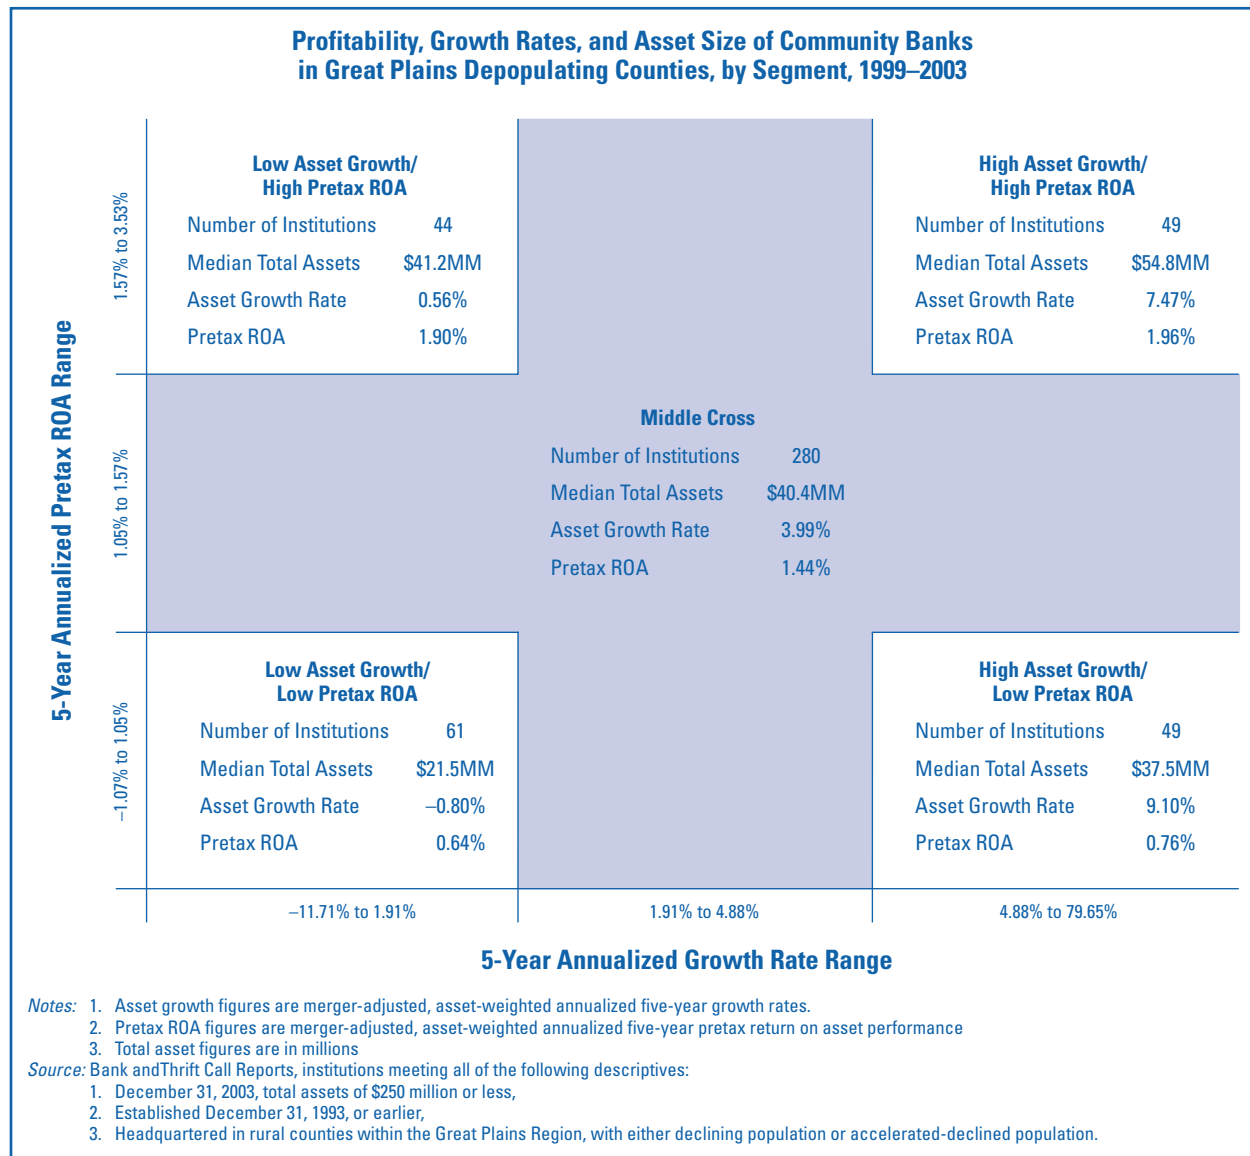 Profitability, Growth Rates, and Asset Size of Community Banks
in Great Plains Depopulating Counties, by Segment, 1999–2003
5-Year Annualized Pretax ROA Range
1.57% to 3.53%
Low Asset Growth/
High Pretax ROA
Number of Institutions 44
Median Total Assets $41.2MM
Asset Growth Rate 0.56%
Pretax ROA 1.90%
High Asset Growth/
High Pretax ROA
Number of Institutions 49
Median Total Assets $54.8MM
Asset Growth Rate 7.47%
Pretax ROA 1.96%
1.05% to 1.57%
Middle Cross
Number of Institutions 280
Median Total Assets $40.4MM
Asset Growth Rate 3.99%
Pretax ROA 1.44%
–1.07% to 1.05%
Low Asset Growth/
Low Pretax ROA
Number of Institutions 61
Median Total Assets $21.5MM
Asset Growth Rate –0.80%
Pretax ROA 0.64%
High Asset Growth/
Low Pretax ROA
Number of Institutions 49
Median Total Assets $37.5MM
Asset Growth Rate 9.10%
Pretax ROA 0.76%
–11.71% to 1.91% 1.91% to 4.88% 4.88% to 79.65%
5-Year Annualized Growth Rate Range
Notes: 1. Asset growth figures are merger-adjusted, asset-weighted annualized five-year growth rates.
2. Pretax ROA figures are merger-adjusted, asset-weighted annualized five-year pretax return on asset performance
3. Total asset figures are in millions
Source: Bank andThrift Call Reports, institutions meeting all of the following descriptives:
1. December 31, 2003, total assets of $250 million or less,
2. Established December 31, 1993, or earlier,
3. Headquartered in rural counties within the Great Plains Region, with either declining population or accelerated-declined population.